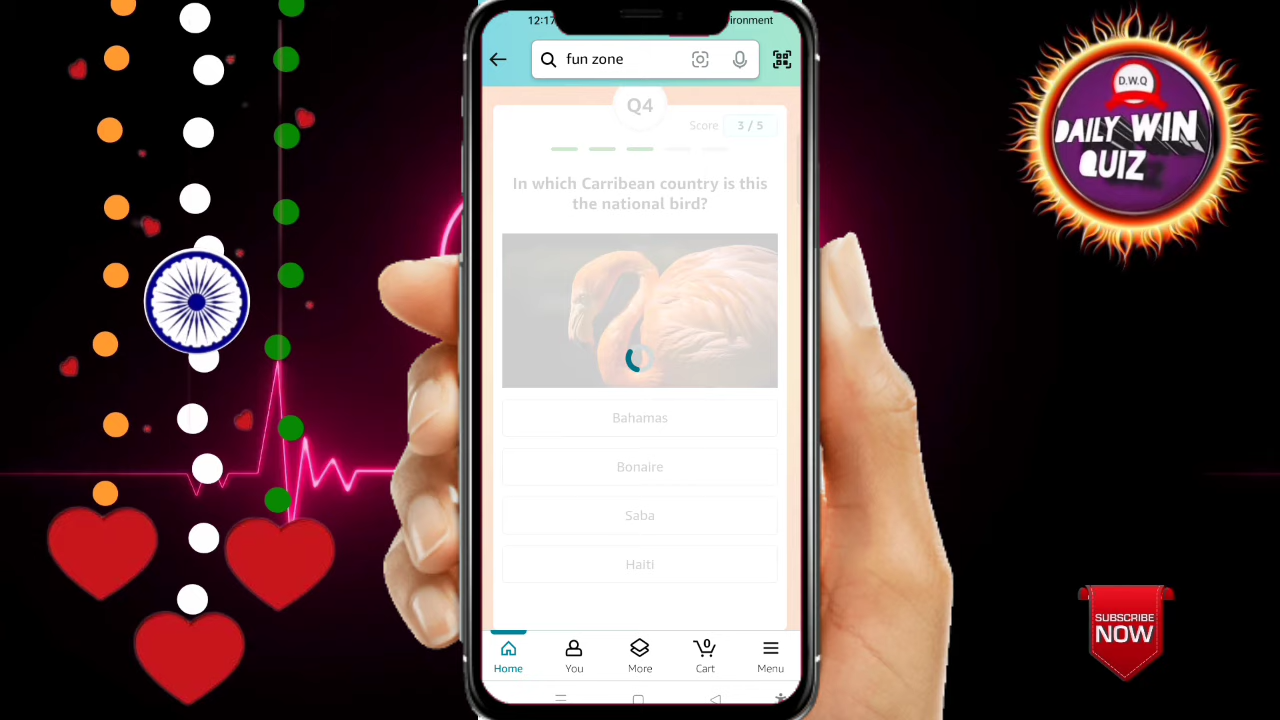 12:17
ironment
fun zone
Q4
Score 3 / 5
In which Carribean country is this
the national bird?
Bahamas
Bonaire
Saba
Haiti
0
Home
You
More
Cart
Menu
D.W.Q
DAILY WIN
QUIZ
SUBSCRIBE
NOW